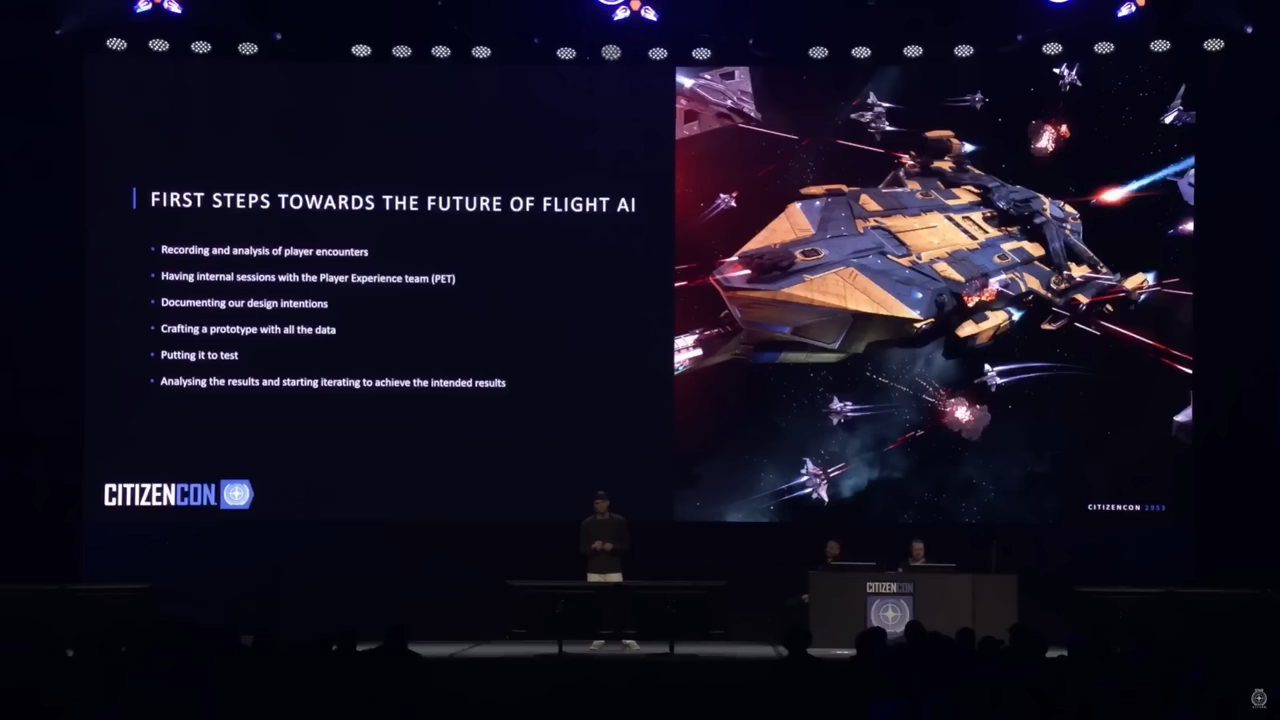 FIRST STEPS TOWARDS THE FUTURE OF FLIGHT AI
Recording and analysis of player encounters
Having internal sessions with the Player Experience team (PET)
Documenting our design intentions
Crafting a prototype with all the data
Putting it to test
Analysing the results and starting iterating to achieve the intended results
CITIZENCON
CITIZENCON 2953
CITIZENCON